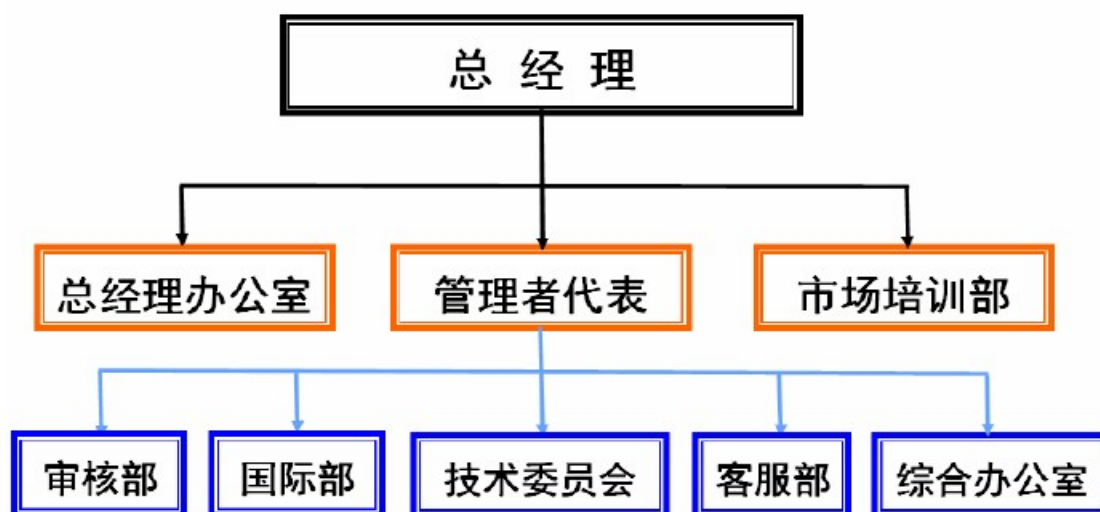 总经理
总经理办公室 管理者代表 市场培训部
审核部 国际部 技术委员会 客服部 综合办公室